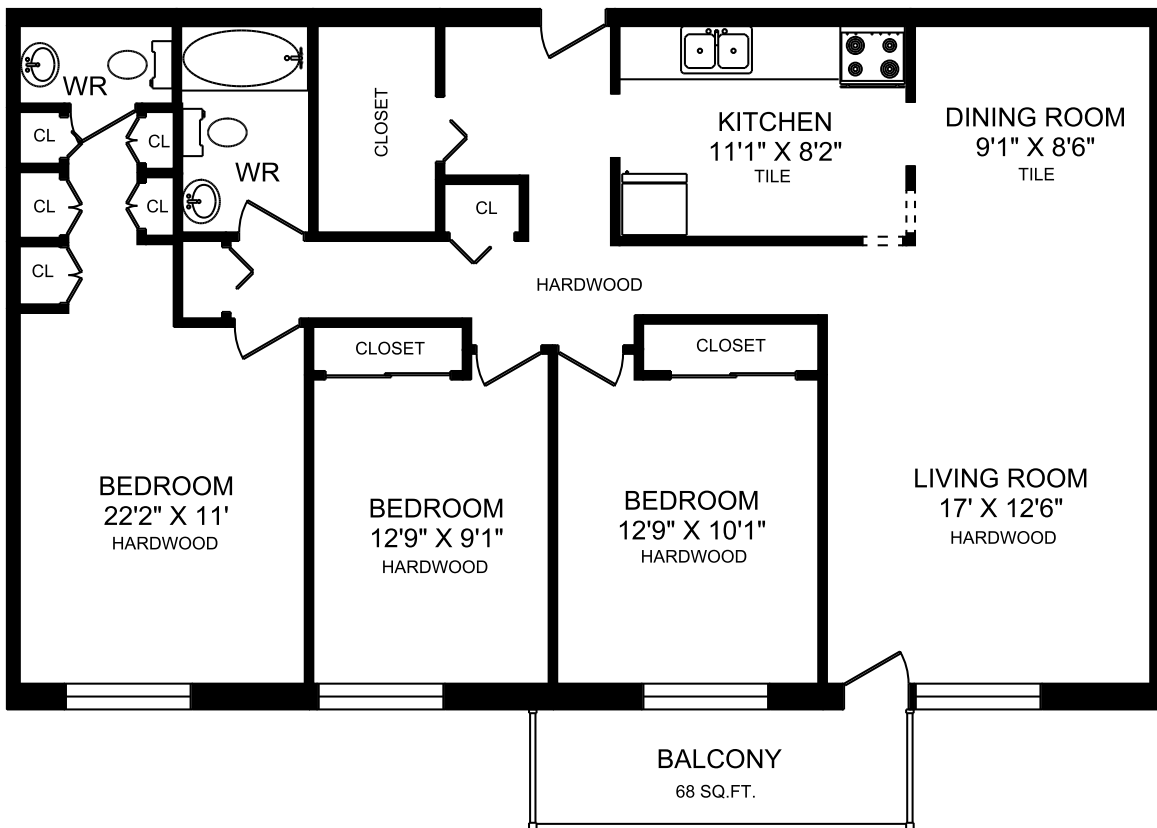 WR
CL
CL
CL
CL
CL
WR
CLOSET
CL
KITCHEN
11'1" X 8'2"
TILE
DINING ROOM
9'1" X 8'6"
TILE
HARDWOOD
CLOSET
CLOSET
BEDROOM
22'2" X 11'
HARDWOOD
BEDROOM
12'9" X 9'1"
HARDWOOD
BEDROOM
12'9" X 10'1"
HARDWOOD
LIVING ROOM
17' X 12'6"
HARDWOOD
BALCONY
68 SQ.FT.